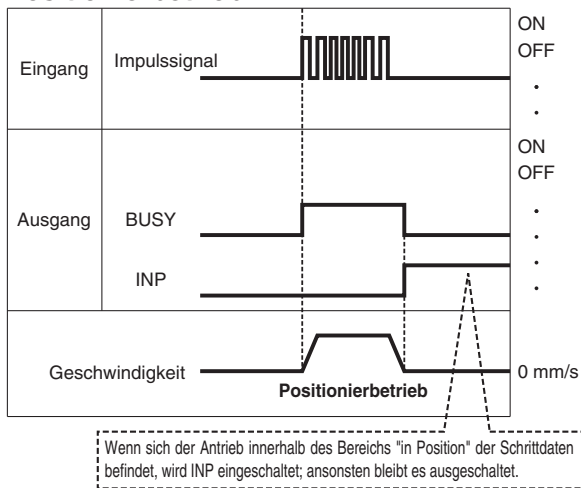 Eingang
Impulssignal
ON
OFF
Ausgang
BUSY
INP
ON
OFF
Geschwindigkeit
Positionierbetrieb
0 mm/s
Wenn sich der Antrieb innerhalb des Bereichs "in Position" der Schrittdaten
befindet, wird INP eingeschaltet; ansonsten bleibt es ausgeschaltet.